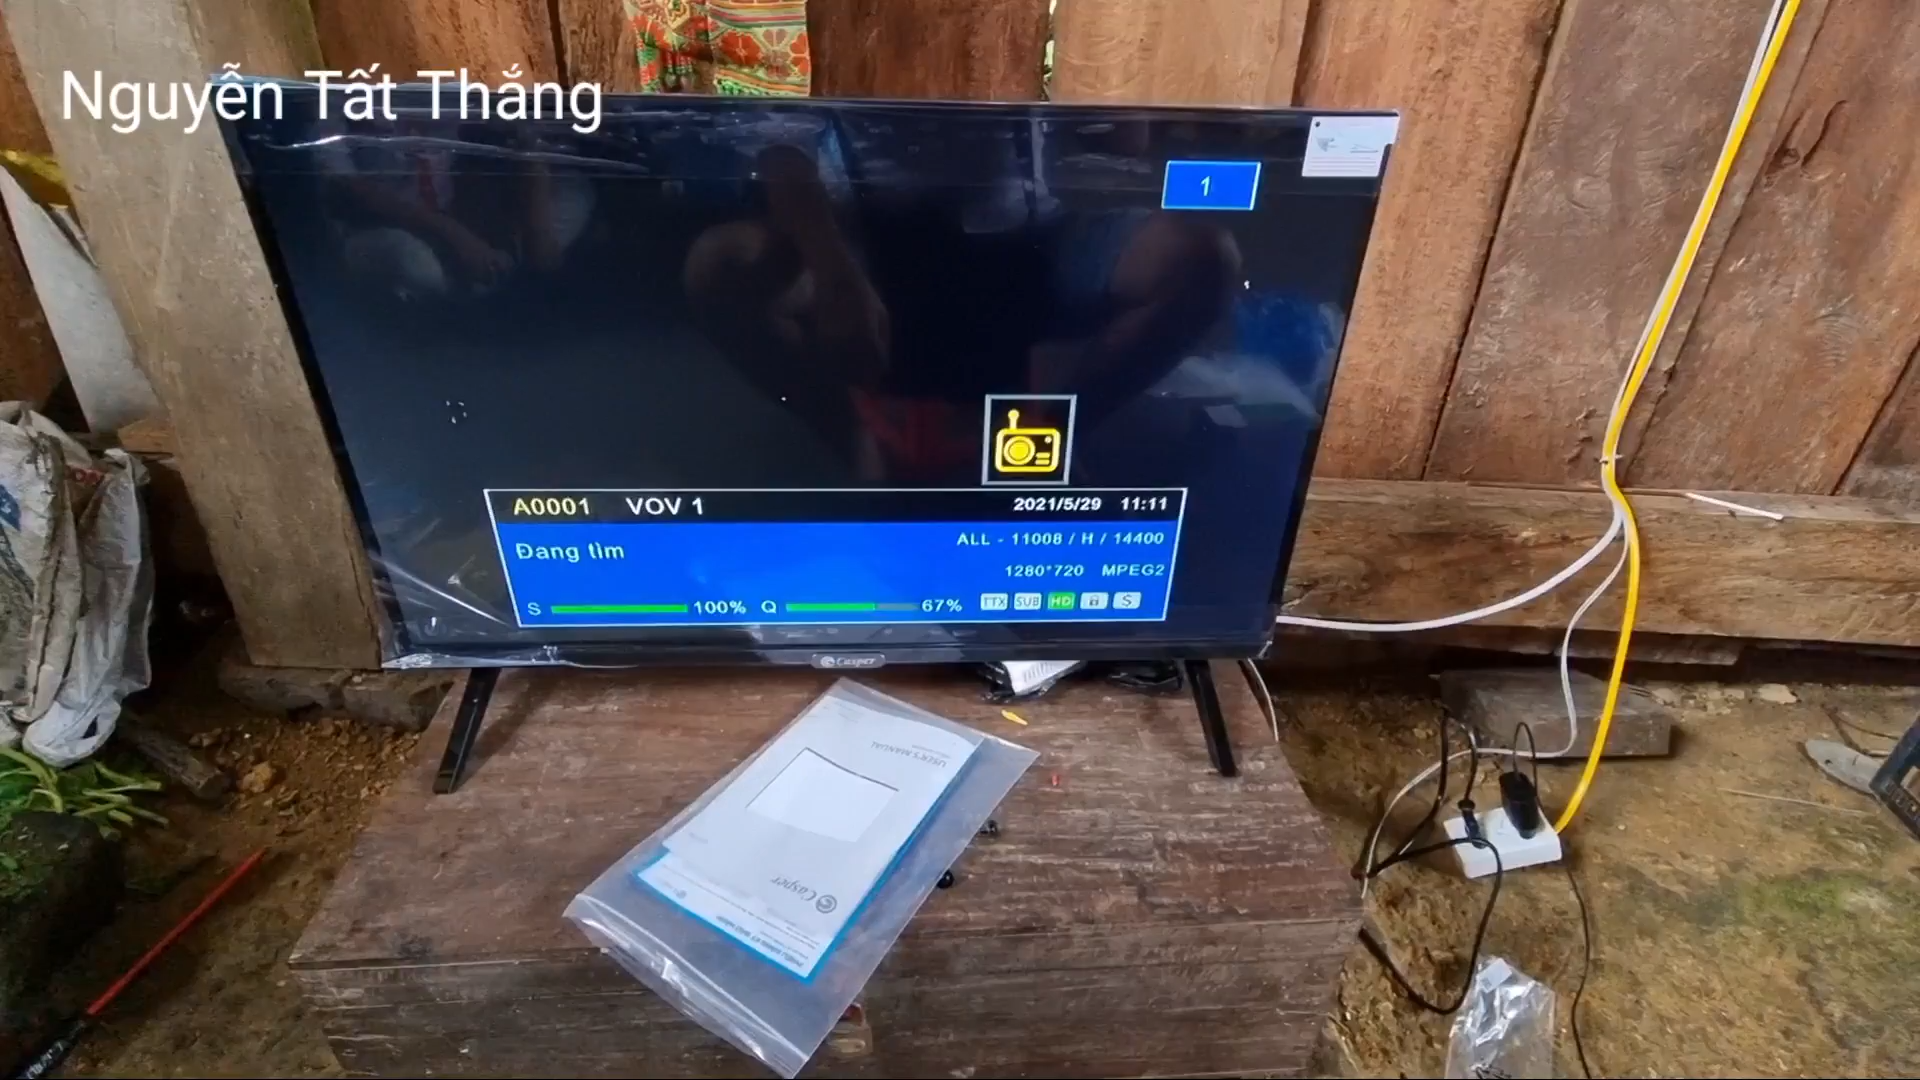 Nguyễn Tất Thắng
1
A0001 VOV 1 2021/5/29 11:11
Đang tìm
ALL - 11008 / H / 14400
1280*720 MPEG2
S 100% Q 67% TTX SUB HD $
Casper
USER'S MANUAL
Casper